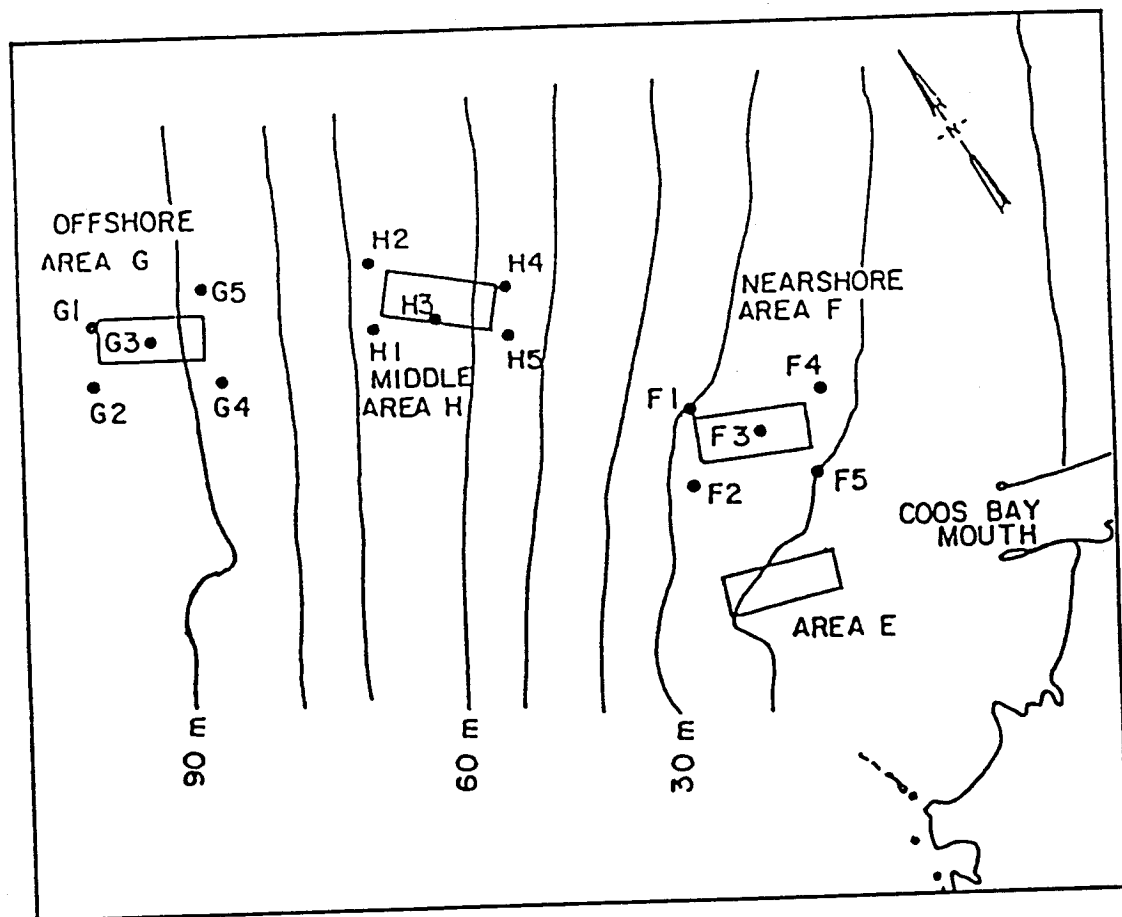 OFFSHORE
AREA G
G1
G5
G3
G2
G4
H2
H4
H3
H1
H5
MIDDLE
AREA H
NEARSHORE
AREA F
F1
F4
F3
F2
F5
COOS BAY
MOUTH
AREA E
90 m
60 m
30 m
N